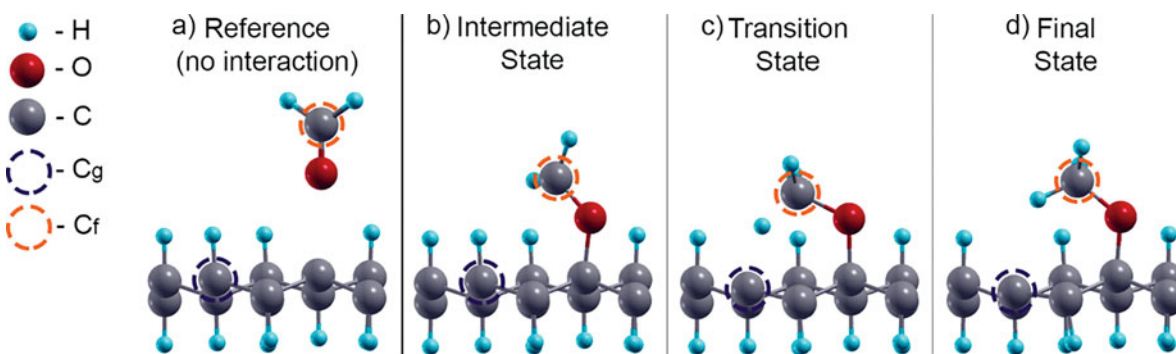 - H
- O
- C
- Cg
- Cf
a) Reference
(no interaction)
b) Intermediate
State
c) Transition
State
d) Final
State